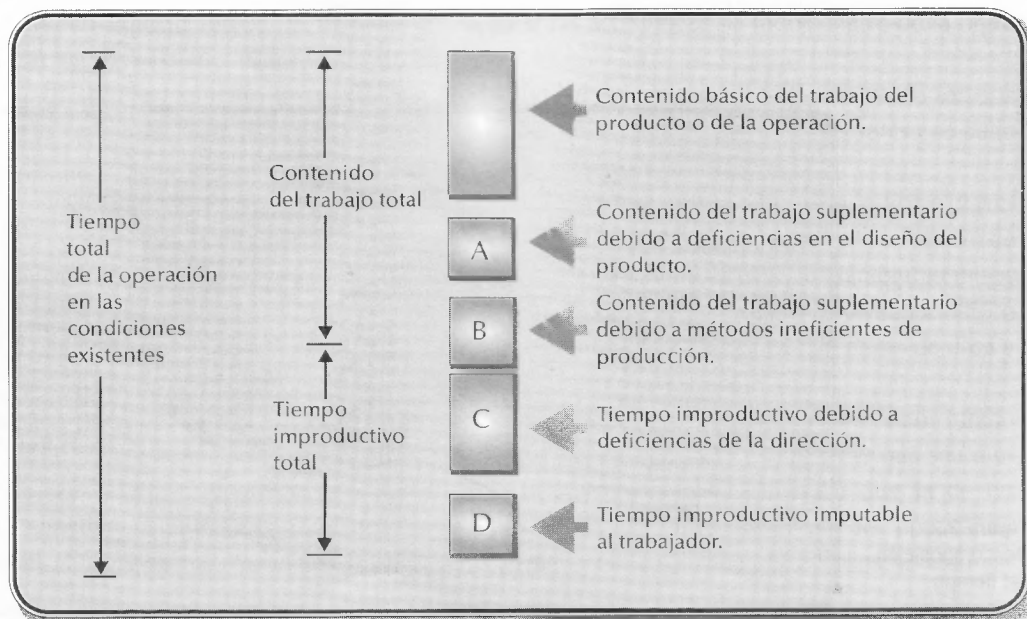 Tiempo
total
de la operación
en las
condiciones
existentes
Contenido
del trabajo total
Tiempo
improductivo
total
Contenido básico del trabajo del
producto o de la operación.
A
Contenido del trabajo suplementario
debido a deficiencias en el diseño del
producto.
B
Contenido del trabajo suplementario
debido a métodos ineficientes de
producción.
C
Tiempo improductivo debido a
deficiencias de la dirección.
D
Tiempo improductivo imputable
al trabajador.